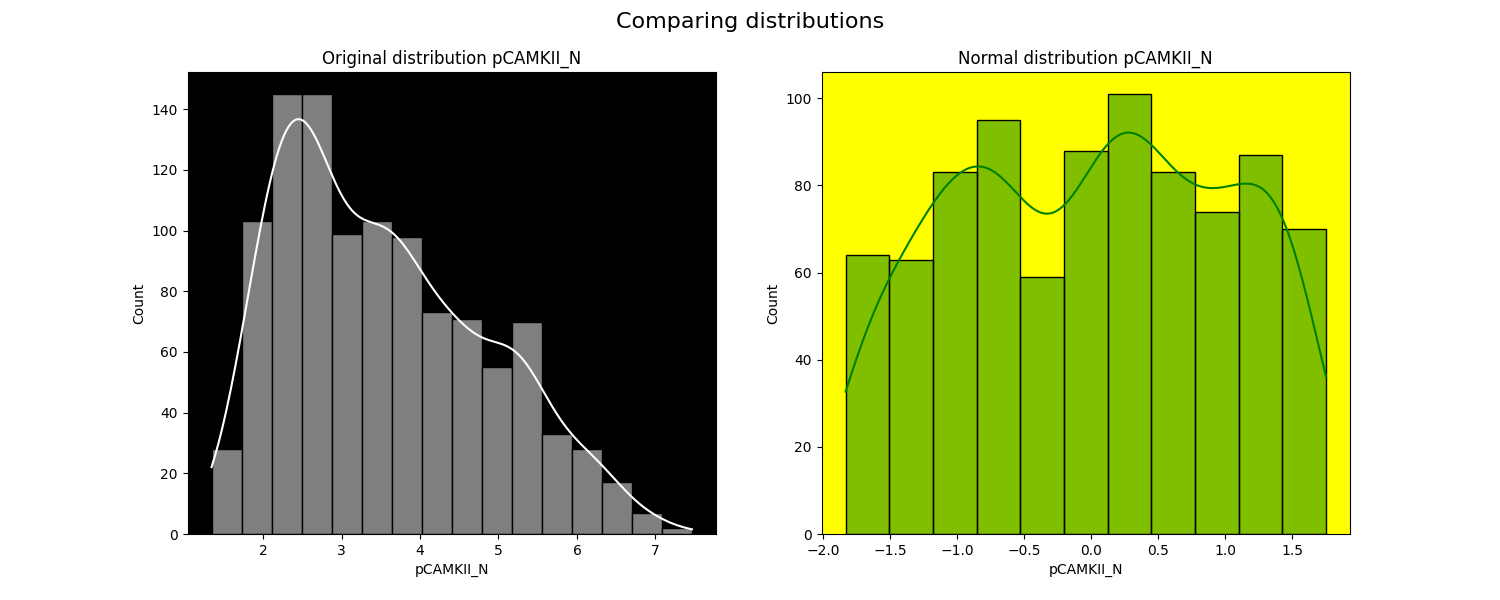 Comparing distributions
Original distribution pCAMKII_N
140
120
100
80
60
40
20
0
Count
2 3 4 5 6 7
pCAMKII_N
Normal distribution pCAMKII_N
100
80
60
40
20
0
Count
−2.0 −1.5 −1.0 −0.5 0.0 0.5 1.0 1.5
pCAMKII_N